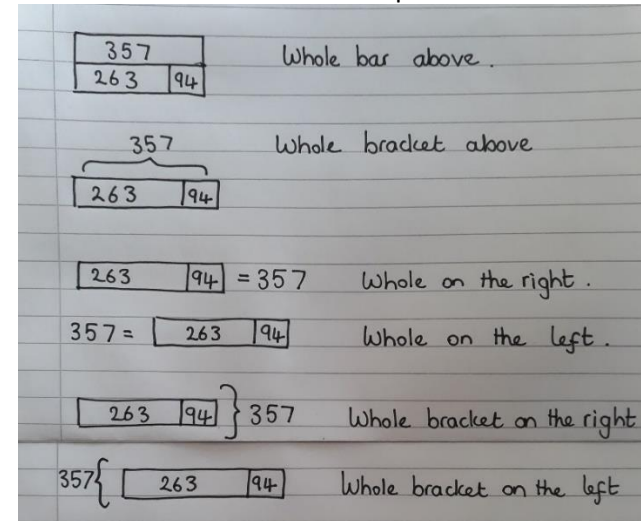 357 Whole bar above.
263 94
357 Whole bracket above
263 94
263 94 = 357 Whole on the right.
357 = 263 94 Whole on the left.
263 94 } 357 Whole bracket on the right
357 { 263 94 Whole bracket on the left